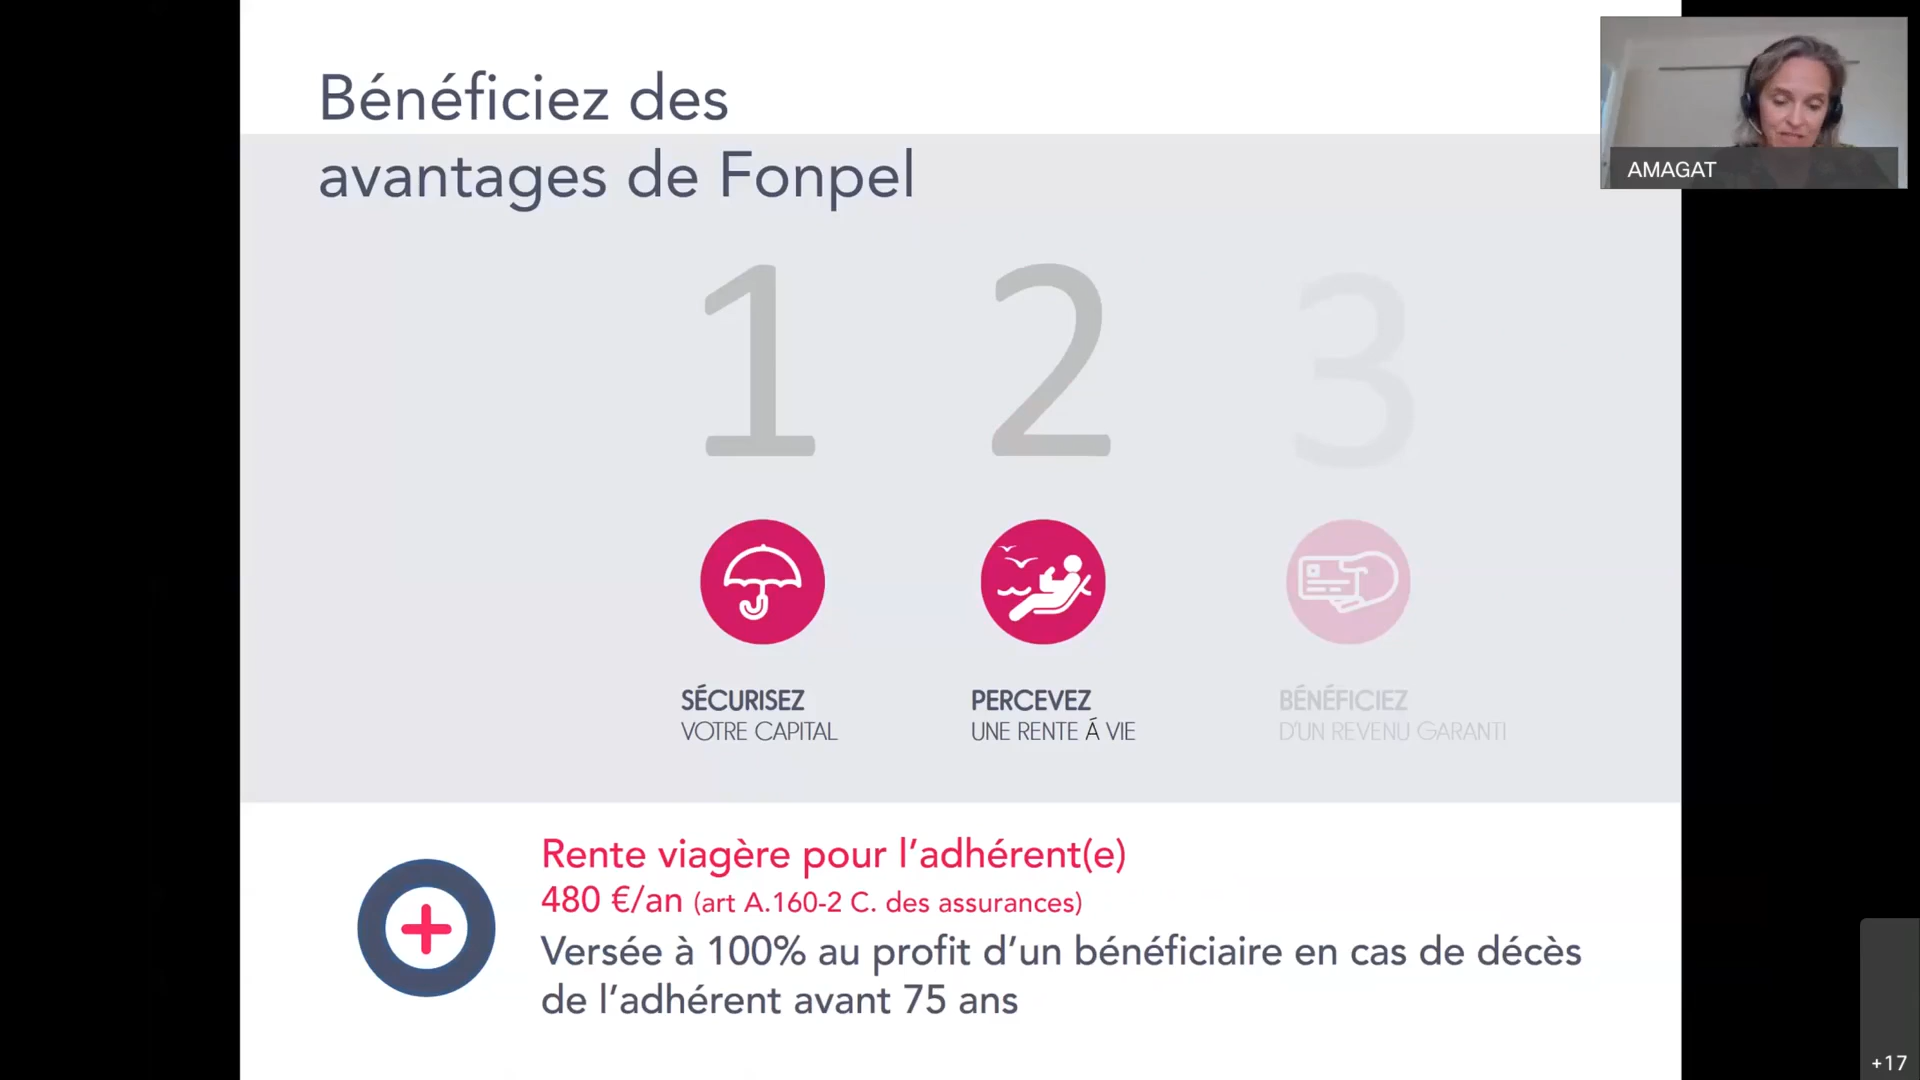 Bénéficiez des
avantages de Fonpel
AMAGAT
1
2
3
SÉCURISEZ
VOTRE CAPITAL
PERCEVEZ
UNE RENTE Á VIE
BÉNÉFICIEZ
D'UN REVENU GARANTI
Rente viagère pour l’adhérent(e)
480 €/an (art A.160-2 C. des assurances)
Versée à 100% au profit d’un bénéficiaire en cas de décès
de l’adhérent avant 75 ans
+17